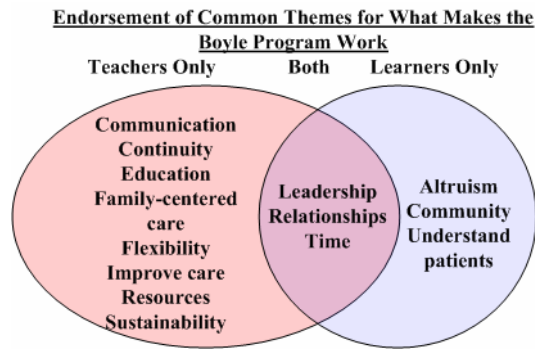 Endorsement of Common Themes for What Makes the
Boyle Program Work
Teachers Only Both Learners Only
Communication
Continuity
Education
Family-centered
care
Flexibility
Improve care
Resources
Sustainability
Leadership
Relationships
Time
Altruism
Community
Understand
patients